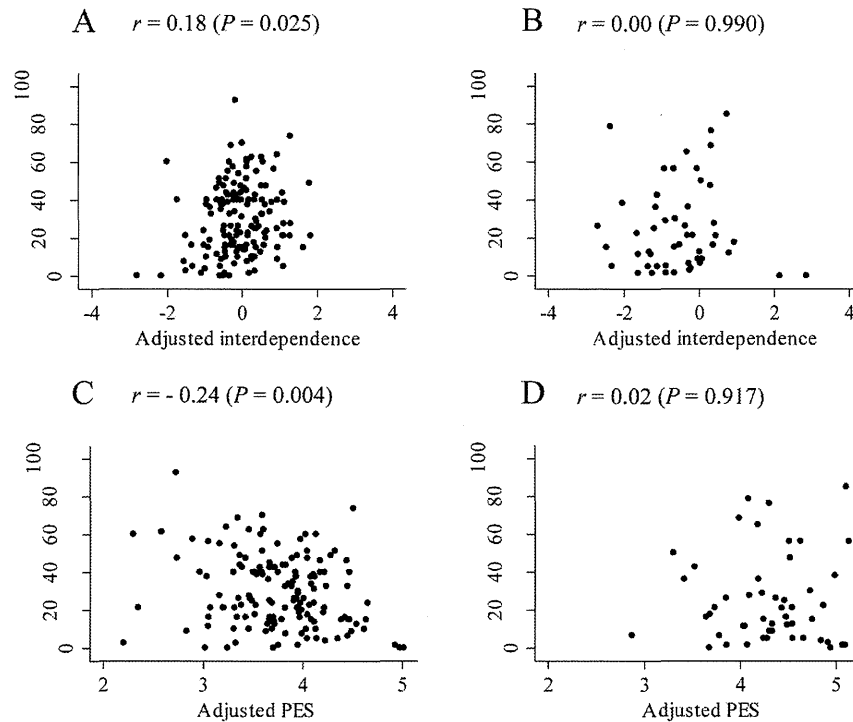 A r = 0.18 (P = 0.025)
100
80
60
40
20
0
-4 -2 0 2 4
Adjusted interdependence
B r = 0.00 (P = 0.990)
100
80
60
40
20
0
-4 -2 0 2 4
Adjusted interdependence
C r = - 0.24 (P = 0.004)
100
80
60
40
20
0
2 3 4 5
Adjusted PES
D r = 0.02 (P = 0.917)
100
80
60
40
20
0
2 3 4 5
Adjusted PES